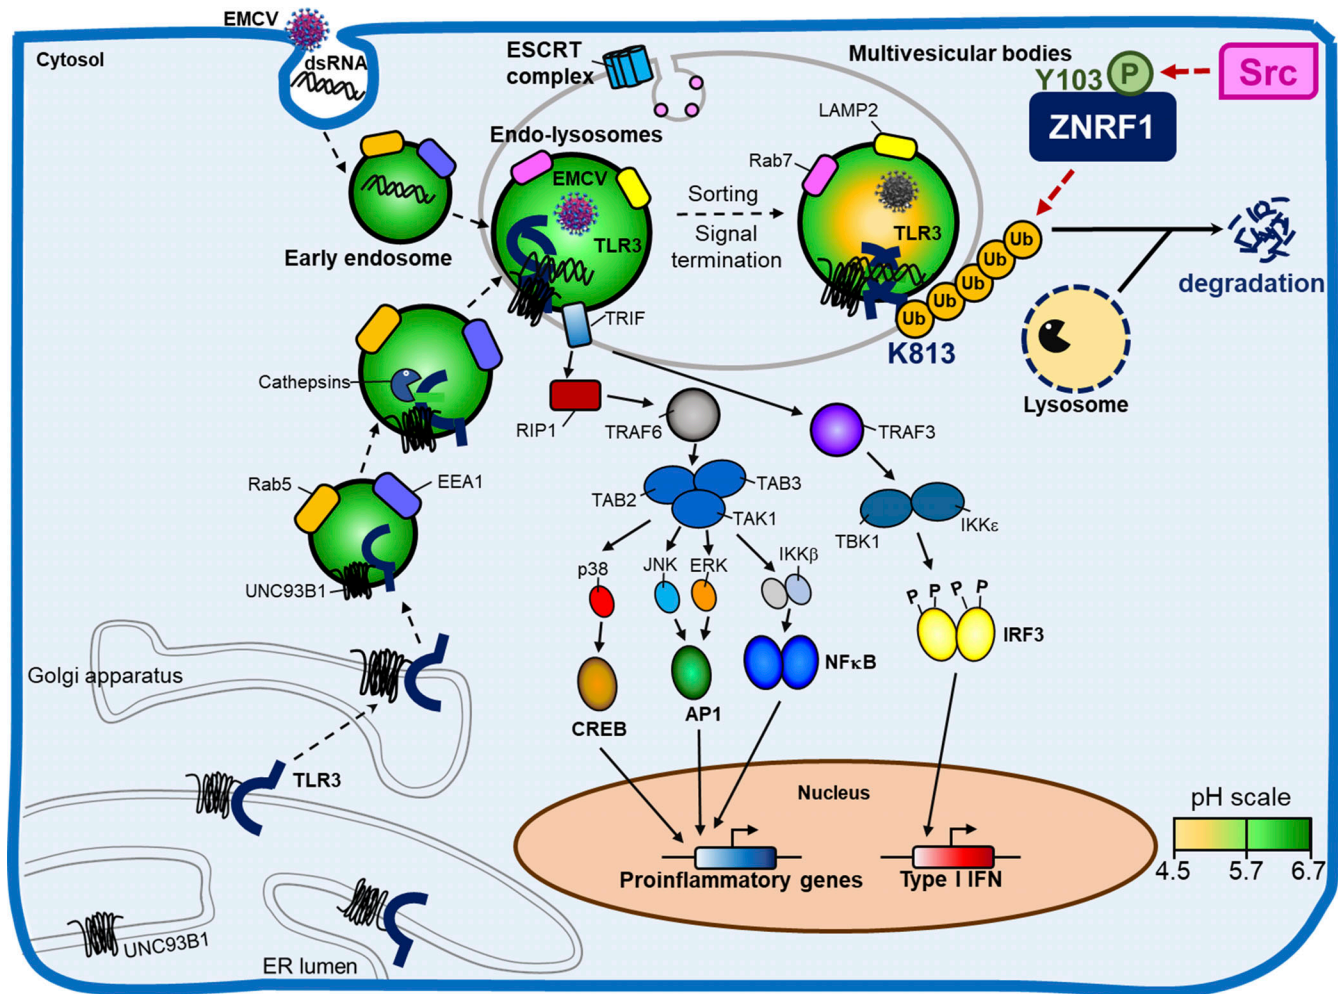 EMCV
Cytosol
dsRNA
ESCRT
complex
Multivesicular bodies
Y103
P
Src
ZNRF1
LAMP2
Rab7
Endo-lysosomes
EMCV
TLR3
Sorting
Signal
termination
TLR3
Ub
Ub
Ub
Ub
Ub
K813
degradation
Lysosome
Early endosome
TRIF
Cathepsins
RIP1
TRAF6
TRAF3
Rab5
EEA1
TAB2
TAB3
TAK1
TBK1
IKKε
UNC93B1
p38
JNK
ERK
IKKβ
P
P
P
P
IRF3
NFκB
Golgi apparatus
CREB
AP1
TLR3
Nucleus
Proinflammatory genes
Type I IFN
pH scale
4.5
5.7
6.7
UNC93B1
ER lumen